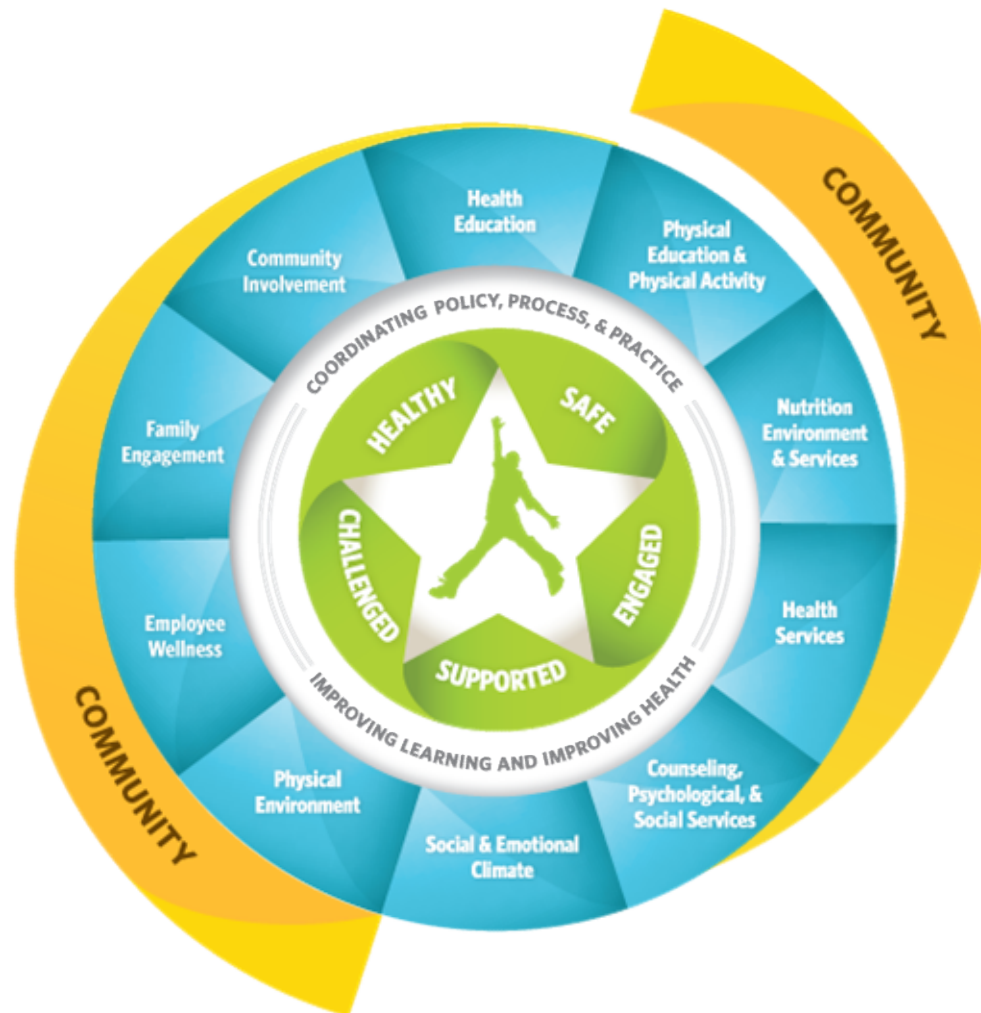 COMMUNITY
Health
Education
Physical
Education &
Physical Activity
Nutrition
Environment
& Services
Health
Services
Counseling,
Psychological, &
Social Services
Social & Emotional
Climate
Physical
Environment
Employee
Wellness
Family
Engagement
Community
Involvement
COORDINATING POLICY, PROCESS, & PRACTICE
IMPROVING LEARNING AND IMPROVING HEALTH
HEALTHY
SAFE
ENGAGED
SUPPORTED
CHALLENGED
COMMUNITY